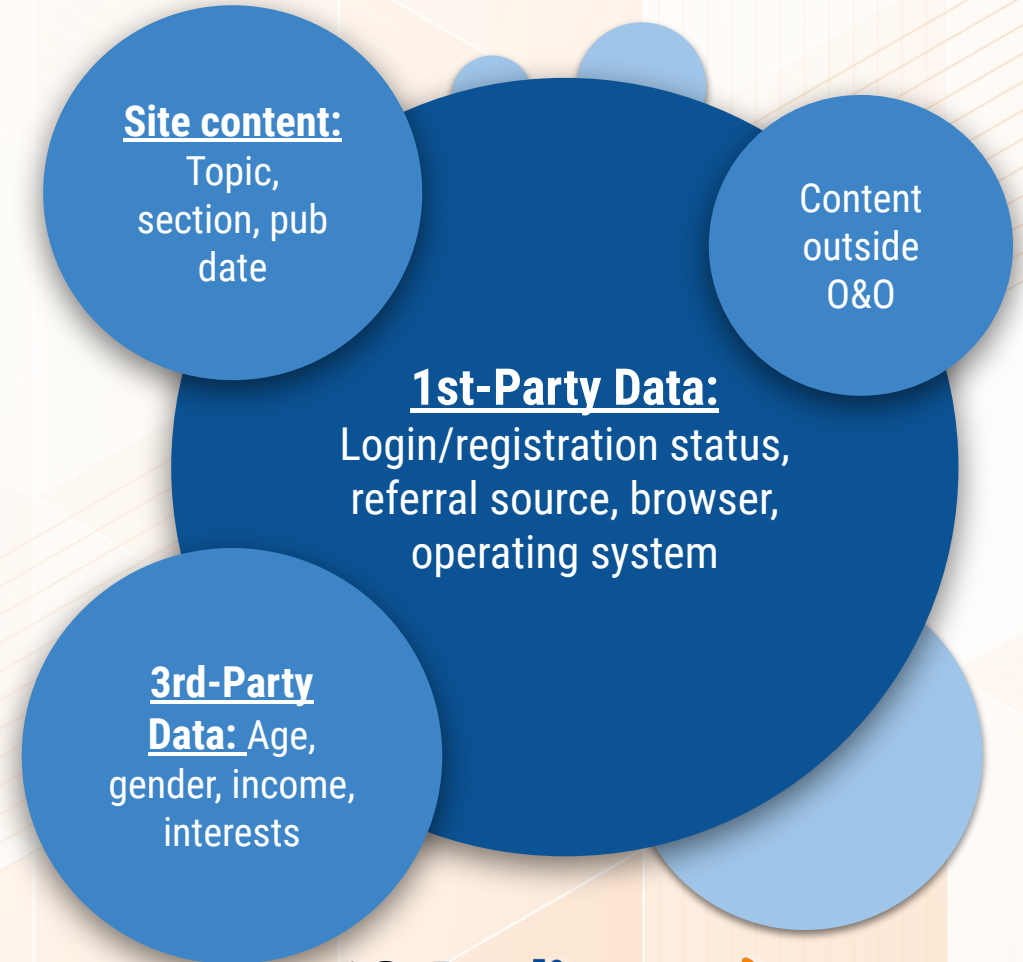 Site content:
Topic,
section, pub
date
Content
outside
O&O
1st-Party Data:
Login/registration status,
referral source, browser,
operating system
3rd-Party
Data: Age,
gender, income,
interests